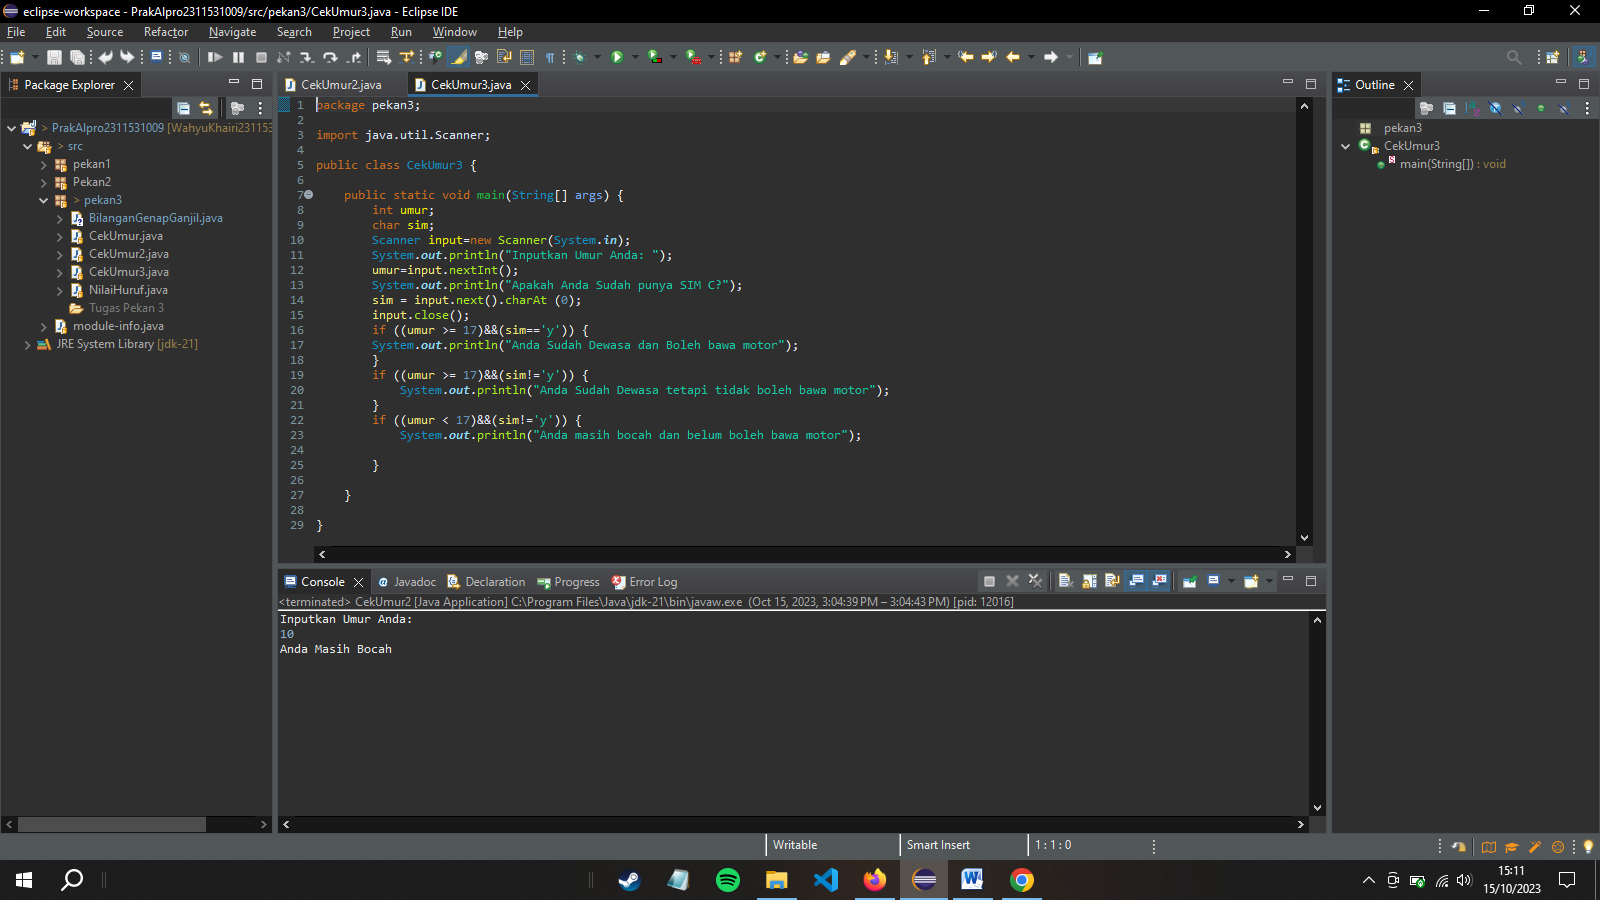 eclipse-workspace - PrakAlpro2311531009/src/pekan3/CekUmur3.java - Eclipse IDE
File Edit Source Refactor Navigate Search Project Run Window Help
Package Explorer
PrakAlpro2311531009 [WahyuKhairi231153
> src
pekan1
Pekan2
> pekan3
BilanganGenapGanjil.java
CekUmur.java
CekUmur2.java
CekUmur3.java
NilaiHuruf.java
Tugas Pekan 3
module-info.java
JRE System Library [jdk-21]
CekUmur2.java CekUmur3.java
1 package pekan3;
2
3 import java.util.Scanner;
4
5 public class CekUmur3 {
6
7 public static void main(String[] args) {
8 int umur;
9 char sim;
10 Scanner input=new Scanner(System.in);
11 System.out.println("Inputkan Umur Anda: ");
12 umur=input.nextInt();
13 System.out.println("Apakah Anda Sudah punya SIM C?");
14 sim = input.next().charAt (0);
15 input.close();
16 if ((umur >= 17)&&(sim=='y')) {
17 System.out.println("Anda Sudah Dewasa dan Boleh bawa motor");
18 }
19 if ((umur >= 17)&&(sim!='y')) {
20 System.out.println("Anda Sudah Dewasa tetapi tidak boleh bawa motor");
21 }
22 if ((umur < 17)&&(sim!='y')) {
23 System.out.println("Anda masih bocah dan belum boleh bawa motor");
24
25 }
26
27 }
28
29 }
Outline
pekan3
CekUmur3
main(String[]) : void
Console Javadoc Declaration Progress Error Log
<terminated> CekUmur2 [Java Application] C:\Program Files\Java\jdk-21\bin\javaw.exe (Oct 15, 2023, 3:04:39 PM – 3:04:43 PM) [pid: 12016]
Inputkan Umur Anda:
10
Anda Masih Bocah
Writable Smart Insert 1 : 1 : 0
15:11
15/10/2023